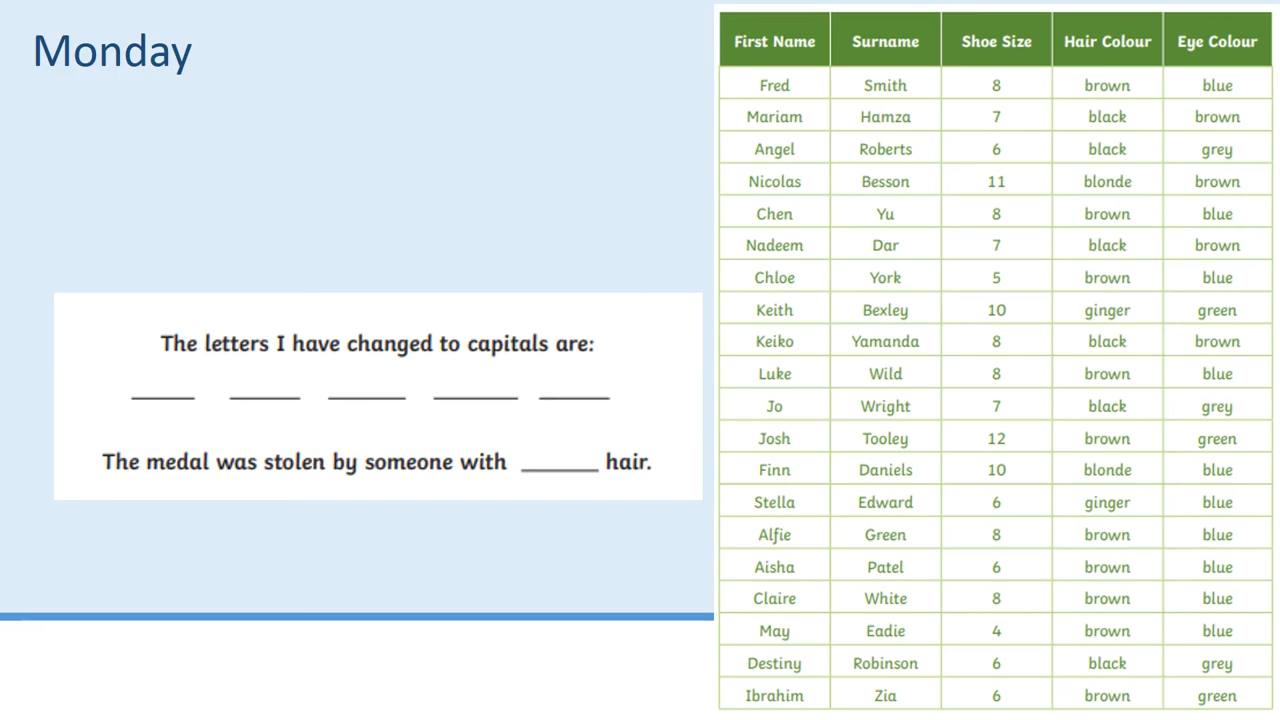 Monday
The letters I have changed to capitals are:
_____ _____ _____ _____ _____
The medal was stolen by someone with ______ hair.
First Name Surname Shoe Size Hair Colour Eye Colour
Fred Smith 8 brown blue
Mariam Hamza 7 black brown
Angel Roberts 6 black grey
Nicolas Besson 11 blonde brown
Chen Yu 8 brown blue
Nadeem Dar 7 black brown
Chloe York 5 brown blue
Keith Bexley 10 ginger green
Keiko Yamanda 8 black brown
Luke Wild 8 brown blue
Jo Wright 7 black grey
Josh Tooley 12 brown green
Finn Daniels 10 blonde blue
Stella Edward 6 ginger blue
Alfie Green 8 brown blue
Aisha Patel 6 brown blue
Claire White 8 brown blue
May Eadie 4 brown blue
Destiny Robinson 6 black grey
Ibrahim Zia 6 brown green